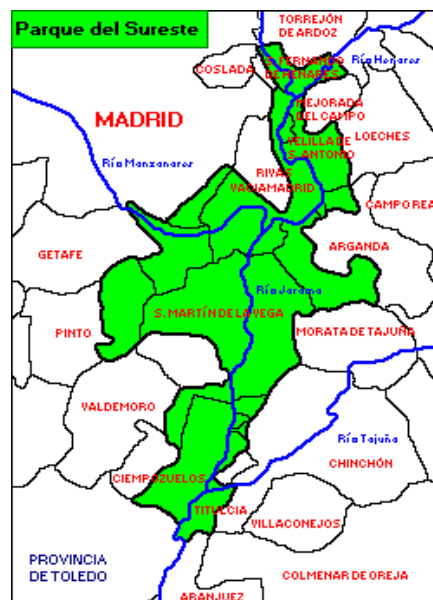 Parque del Sureste
TORREJÓN
DE ARDOZ
S. FERNANDO
DE HENARES
Río Henares
COSLADA
MEJORADA
DEL CAMPO
MADRID
VELILLA DE
S. ANTONIO
LOECHES
Río Manzanares
RIVAS
VACIAMADRID
CAMPO REA
GETAFE
ARGANDA
Río Jarama
S. MARTÍN DE LA VEGA
PINTO
MORATA DE TAJUÑA
VALDEMORO
Río Tajuña
CHINCHÓN
CIEMPOZUELOS
TITULCIA
VILLACONEJOS
PROVINCIA
DE TOLEDO
COLMENAR DE OREJA
ARANJUEZ